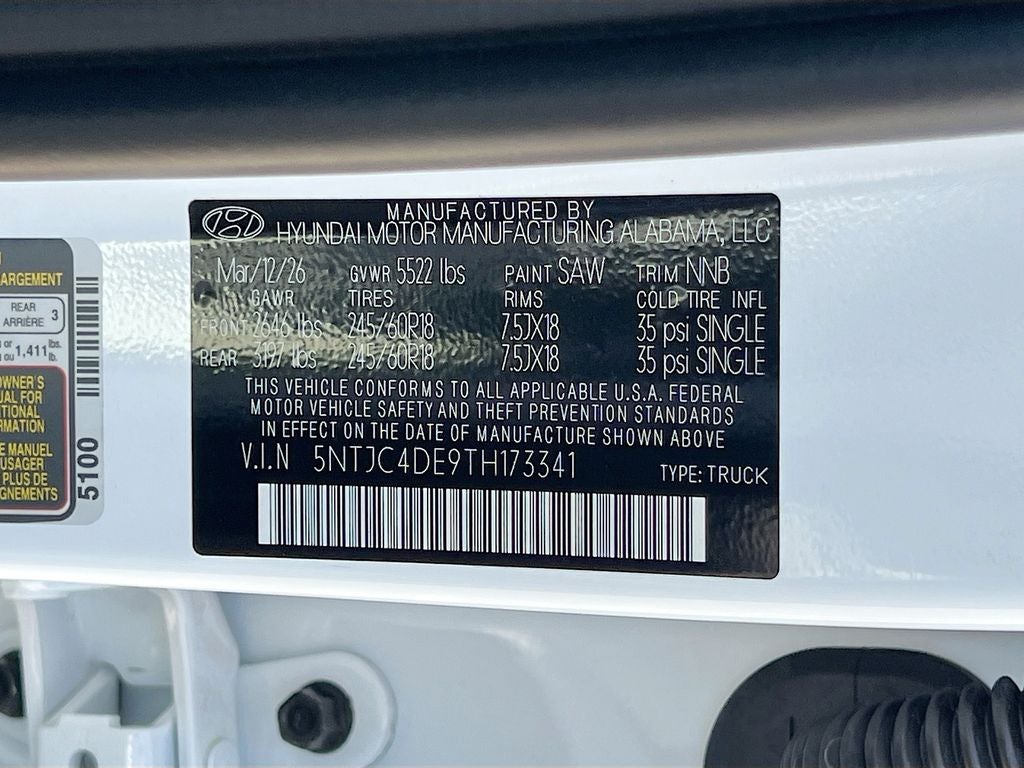 MANUFACTURED BY
HYUNDAI MOTOR MANUFACTURING ALABAMA, LLC
Mar/12/26 GVWR 5522 lbs PAINT SAW TRIM NNB
GAWR TIRES RIMS COLD TIRE INFL
FRONT 2646 lbs 245/60R18 7.5JX18 35 psi SINGLE
REAR 3197 lbs 245/60R18 7.5JX18 35 psi SINGLE
THIS VEHICLE CONFORMS TO ALL APPLICABLE U.S.A. FEDERAL
MOTOR VEHICLE SAFETY AND THEFT PREVENTION STANDARDS
IN EFFECT ON THE DATE OF MANUFACTURE SHOWN ABOVE
V.I.N 5NTJC4DE9TH173341 TYPE: TRUCK
ARGEMENT
REAR
ARRIÈRE 3
or lbs.
ou 1,411 lb.
OWNER'S
UAL FOR
ITIONAL
RMATION
E MANUEL
USAGER
PLUS DE
GNEMENTS
5100